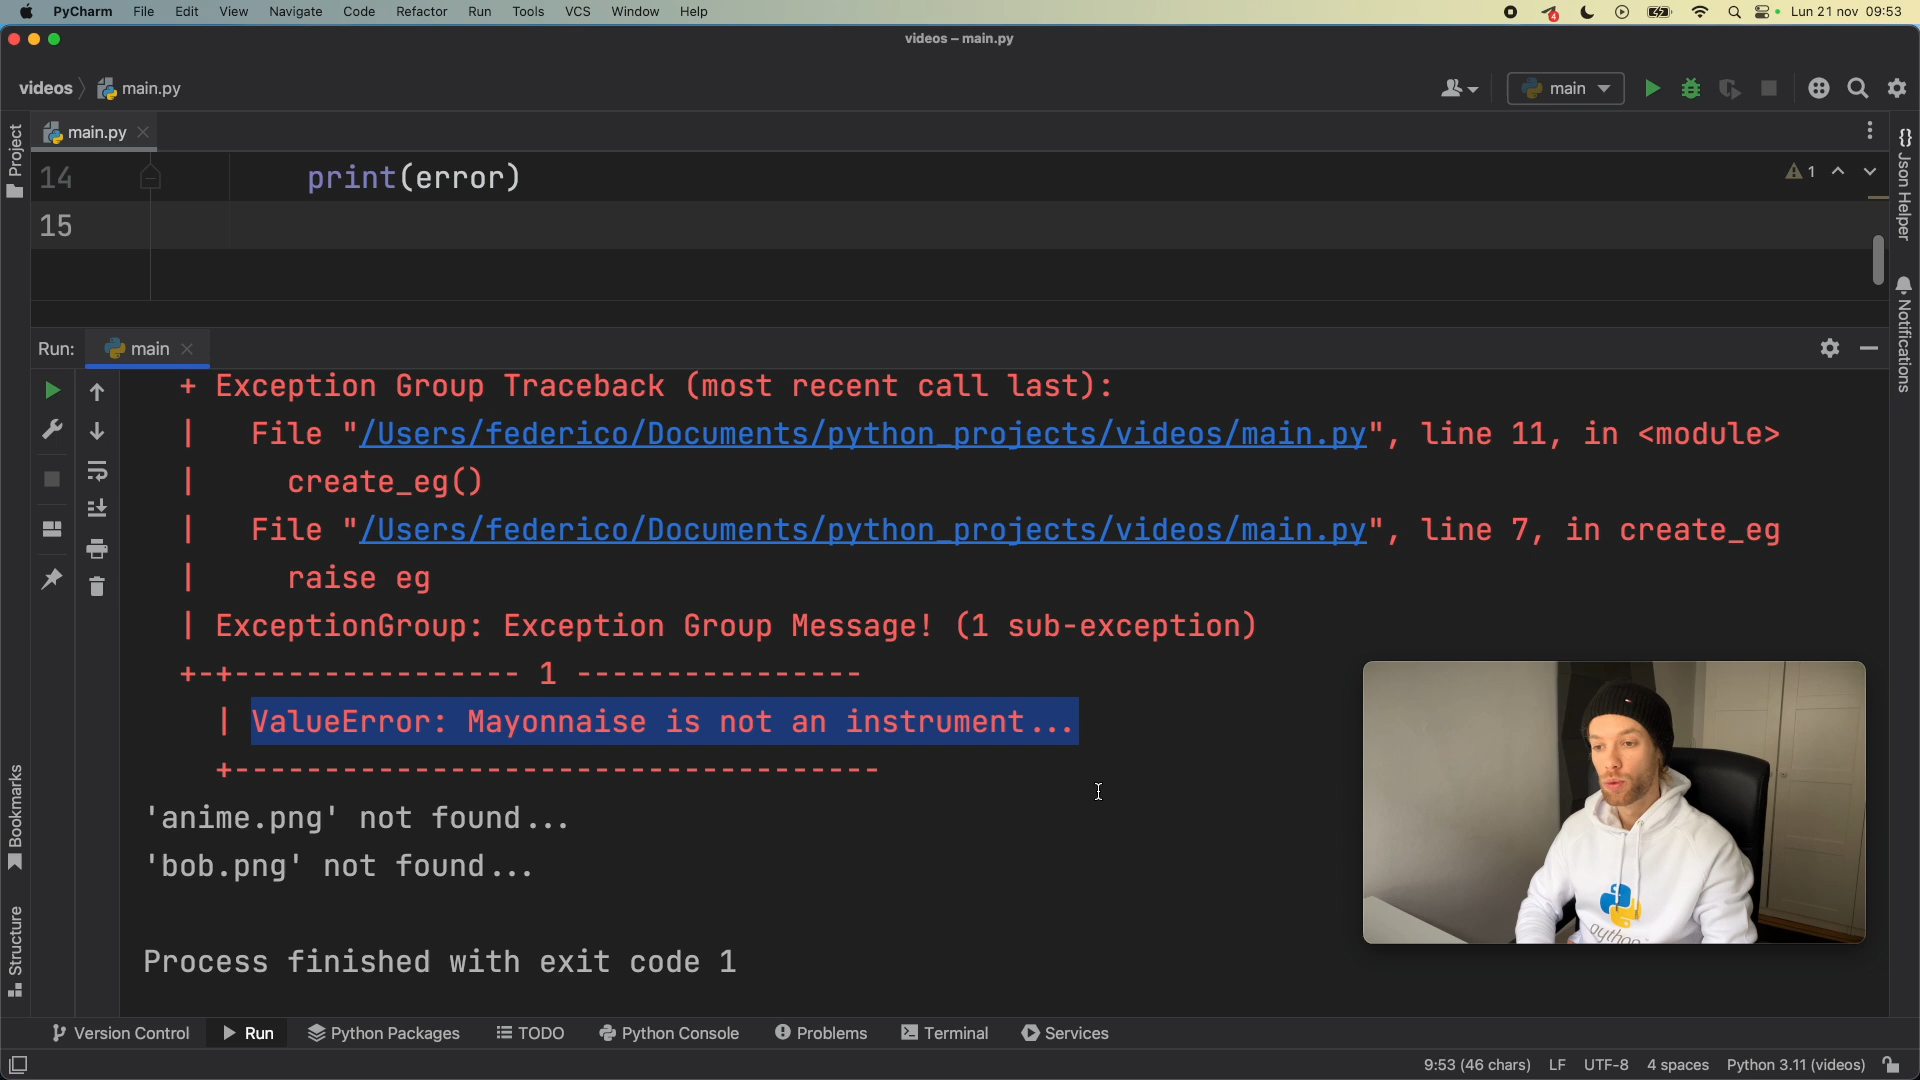 PyCharm File Edit View Navigate Code Refactor Run Tools VCS Window Help 4 Lun 21 nov 09:53
videos – main.py
videos main.py main
Project
main.py
14 print(error) 1
15
{} Json Helper
Notifications
Run: main
+ Exception Group Traceback (most recent call last):
| File "/Users/federico/Documents/python_projects/videos/main.py", line 11, in <module>
| create_eg()
| File "/Users/federico/Documents/python_projects/videos/main.py", line 7, in create_eg
| raise eg
| ExceptionGroup: Exception Group Message! (1 sub-exception)
+-+---------------- 1 ----------------
| ValueError: Mayonnaise is not an instrument...
+------------------------------------
'anime.png' not found...
'bob.png' not found...
Process finished with exit code 1
Bookmarks
Structure
python
Version Control Run Python Packages TODO Python Console Problems Terminal Services
9:53 (46 chars) LF UTF-8 4 spaces Python 3.11 (videos)